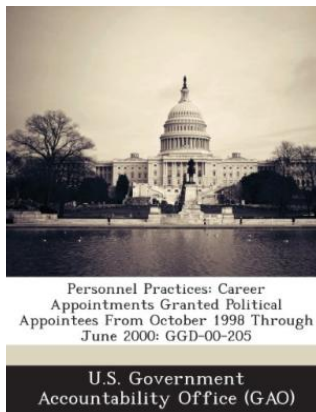 Personnel Practices: Career
Appointments Granted Political
Appointees From October 1998 Through
June 2000: GGD-00-205
U.S. Government
Accountability Office (GAO)